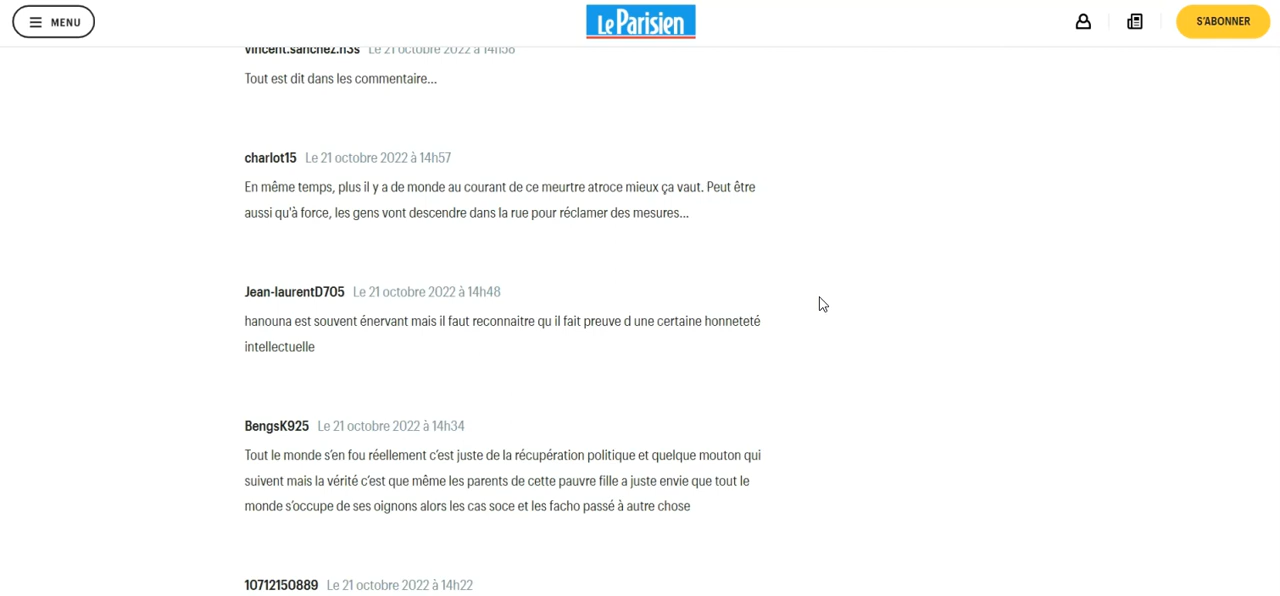 MENU
Le Parisien
S'ABONNER
vincent.sanchez.n3s Le 21 octobre 2022 à 14h58
Tout est dit dans les commentaire...
charlot15 Le 21 octobre 2022 à 14h57
En même temps, plus il y a de monde au courant de ce meurtre atroce mieux ça vaut. Peut être
aussi qu'à force, les gens vont descendre dans la rue pour réclamer des mesures...
Jean-laurentD705 Le 21 octobre 2022 à 14h48
hanouna est souvent énervant mais il faut reconnaitre qu il fait preuve d une certaine honneteté
intellectuelle
BengsK925 Le 21 octobre 2022 à 14h34
Tout le monde s'en fou réellement c'est juste de la récupération politique et quelque mouton qui
suivent mais la vérité c'est que même les parents de cette pauvre fille a juste envie que tout le
monde s'occupe de ses oignons alors les cas soce et les facho passé à autre chose
10712150889 Le 21 octobre 2022 à 14h22